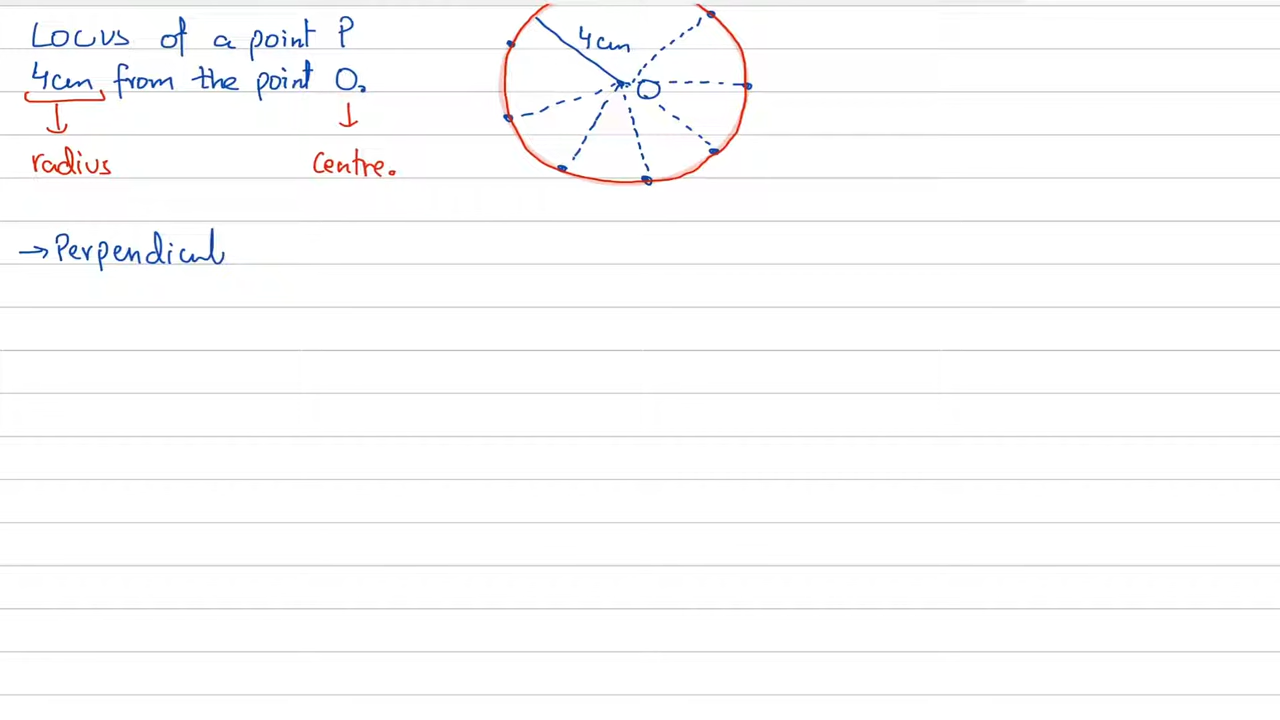 Locus of a point P
4cm from the point O.
radius
centre.
4cm
O
→ Perpendicul